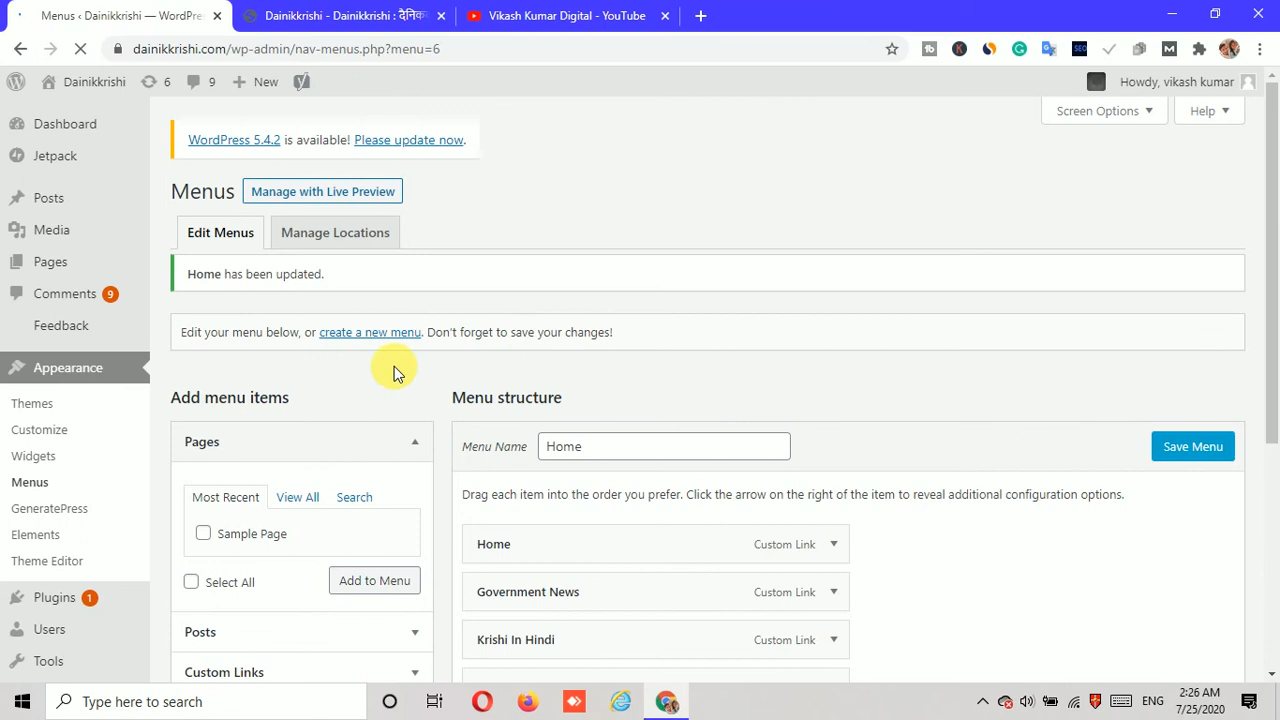 Menus ‹ Dainikkrishi — WordPre
Dainikkrishi - Dainikkrishi : दैनिक
Vikash Kumar Digital - YouTube
dainikkrishi.com/wp-admin/nav-menus.php?menu=6
Dainikkrishi
6
9
New
Howdy, vikash kumar
Screen Options
Help
Dashboard
Jetpack
Posts
Media
Pages
Comments 9
Feedback
Appearance
Themes
Customize
Widgets
Menus
GeneratePress
Elements
Theme Editor
Plugins 1
Users
Tools
WordPress 5.4.2 is available! Please update now.
Menus
Manage with Live Preview
Edit Menus
Manage Locations
Home has been updated.
Edit your menu below, or create a new menu. Don't forget to save your changes!
Add menu items
Pages
Most Recent
View All
Search
Sample Page
Select All
Add to Menu
Posts
Custom Links
Menu structure
Menu Name
Home
Save Menu
Drag each item into the order you prefer. Click the arrow on the right of the item to reveal additional configuration options.
Home
Custom Link
Government News
Custom Link
Krishi In Hindi
Custom Link
Type here to search
ENG
2:26 AM
7/25/2020